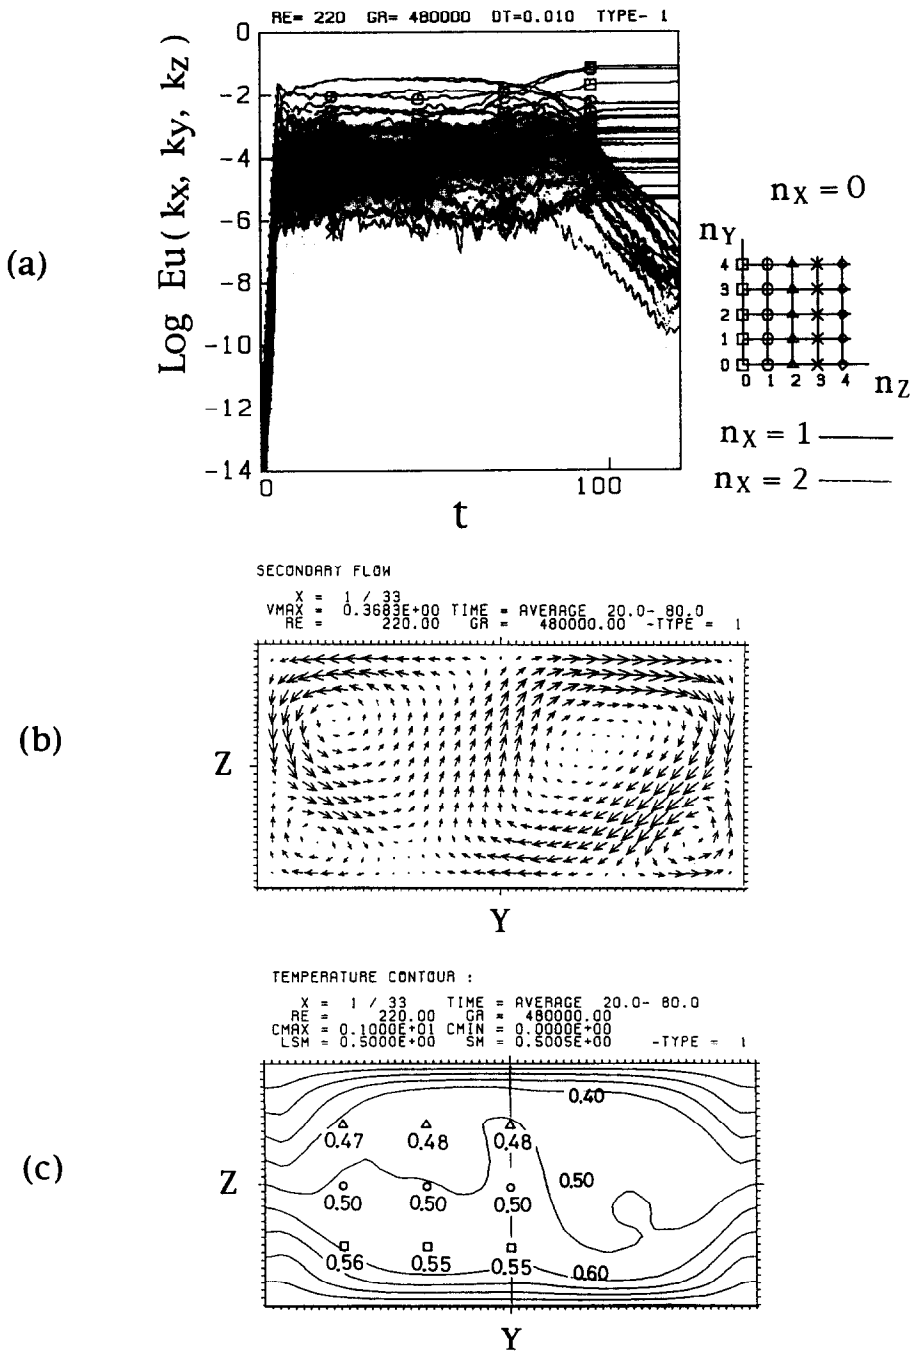 RE= 220 GR= 480000 DT=0.010 TYPE- 1
Log Eu( kx, ky, kz )
0
-2
-4
-6
-8
-10
-12
-14
0
100
t
(a)
nX = 0
nY
4
3
2
1
0
0 1 2 3 4
nZ
nX = 1
nX = 2
SECONDARY FLOW
X = 1 / 33
VMAX = 0.3683E+00 TIME = AVERAGE 20.0- 80.0
RE = 220.00 GR = 480000.00 -TYPE = 1
(b)
Z
Y
TEMPERATURE CONTOUR :
X = 1 / 33 TIME = AVERAGE 20.0- 80.0
RE = 220.00 GR = 480000.00
CMAX = 0.1000E+01 CMIN = 0.0000E+00
LSM = 0.5000E+00 SM = 0.5005E+00 -TYPE = 1
(c)
Z
0.40
0.47 0.48 0.48
0.50
0.50 0.50 0.50
0.56 0.55 0.55 0.60
Y